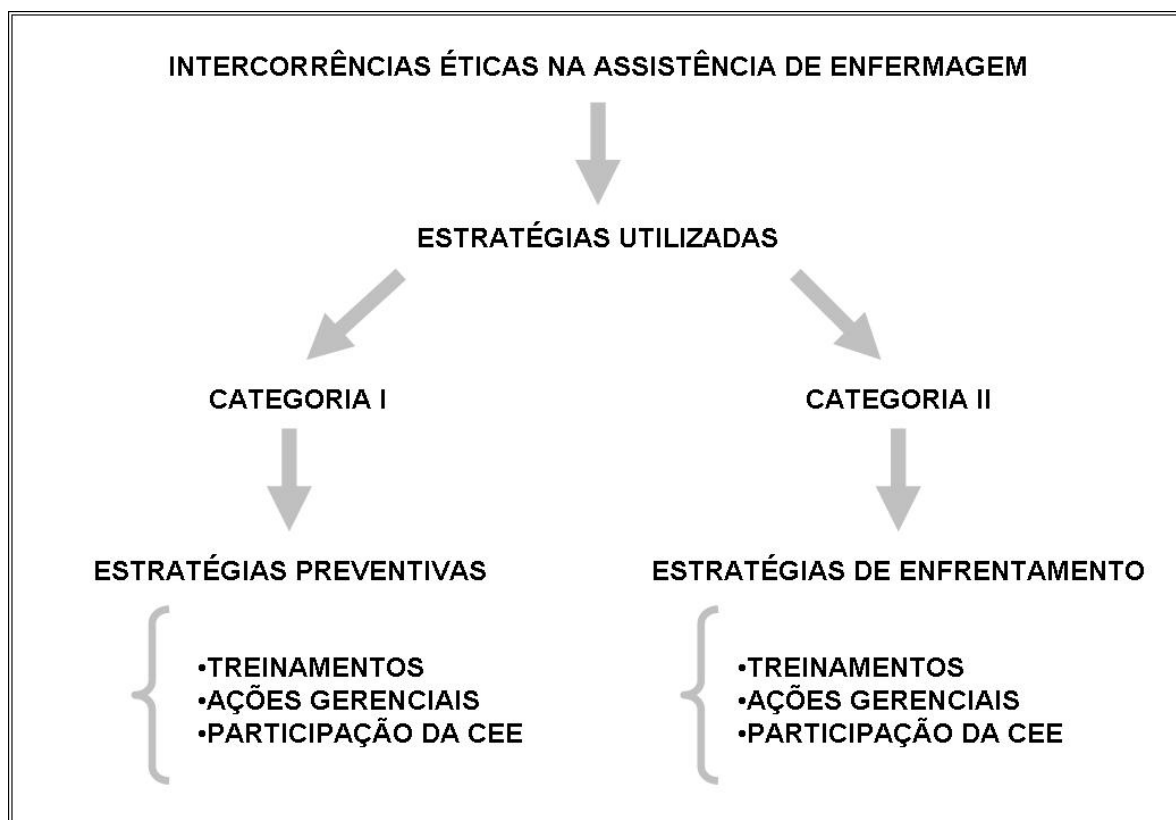 INTERCORRÊNCIAS ÉTICAS NA ASSISTÊNCIA DE ENFERMAGEM
ESTRATÉGIAS UTILIZADAS
CATEGORIA I
CATEGORIA II
ESTRATÉGIAS PREVENTIVAS
ESTRATÉGIAS DE ENFRENTAMENTO
•TREINAMENTOS
•AÇÕES GERENCIAIS
•PARTICIPAÇÃO DA CEE
•TREINAMENTOS
•AÇÕES GERENCIAIS
•PARTICIPAÇÃO DA CEE